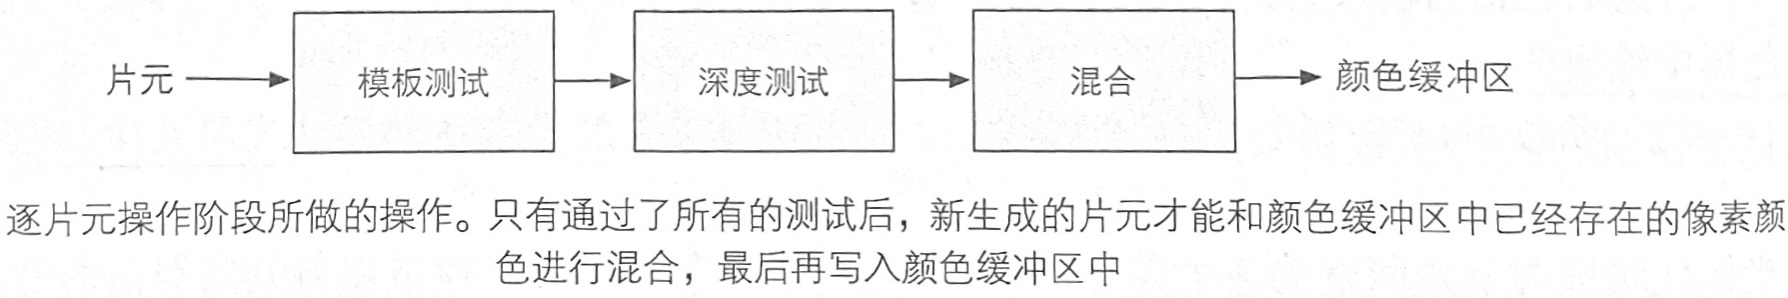 片元
模板测试
深度测试
混合
颜色缓冲区
逐片元操作阶段所做的操作。只有通过了所有的测试后，新生成的片元才能和颜色缓冲区中已经存在的像素颜
色进行混合，最后再写入颜色缓冲区中